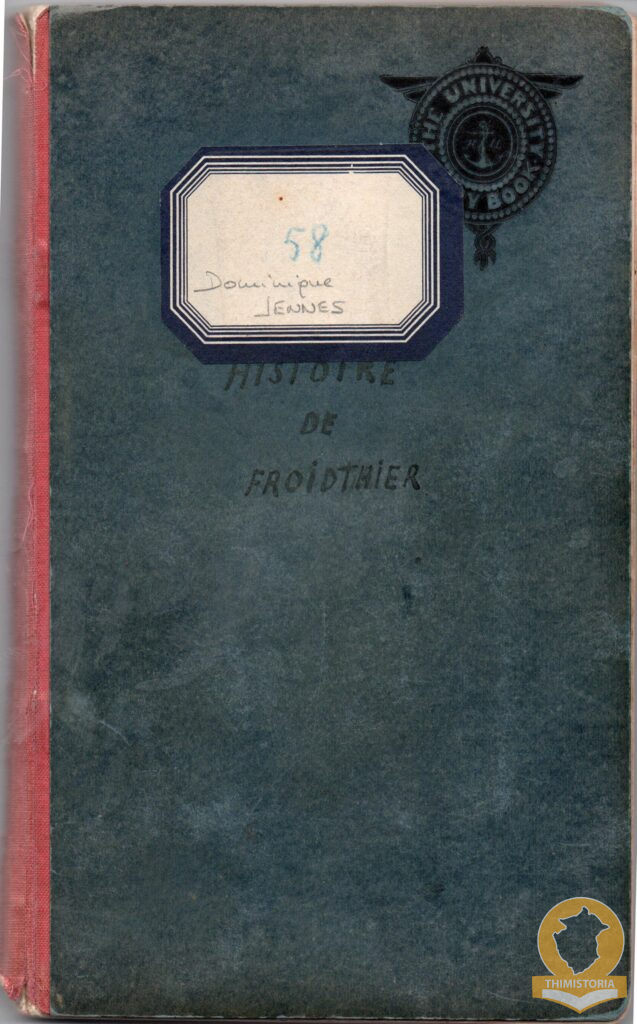 THE UNIVERSITY
BOOK
58
Dominique
JENNES
HISTOIRE
DE
FROIDTHIER
THIMISTORIA